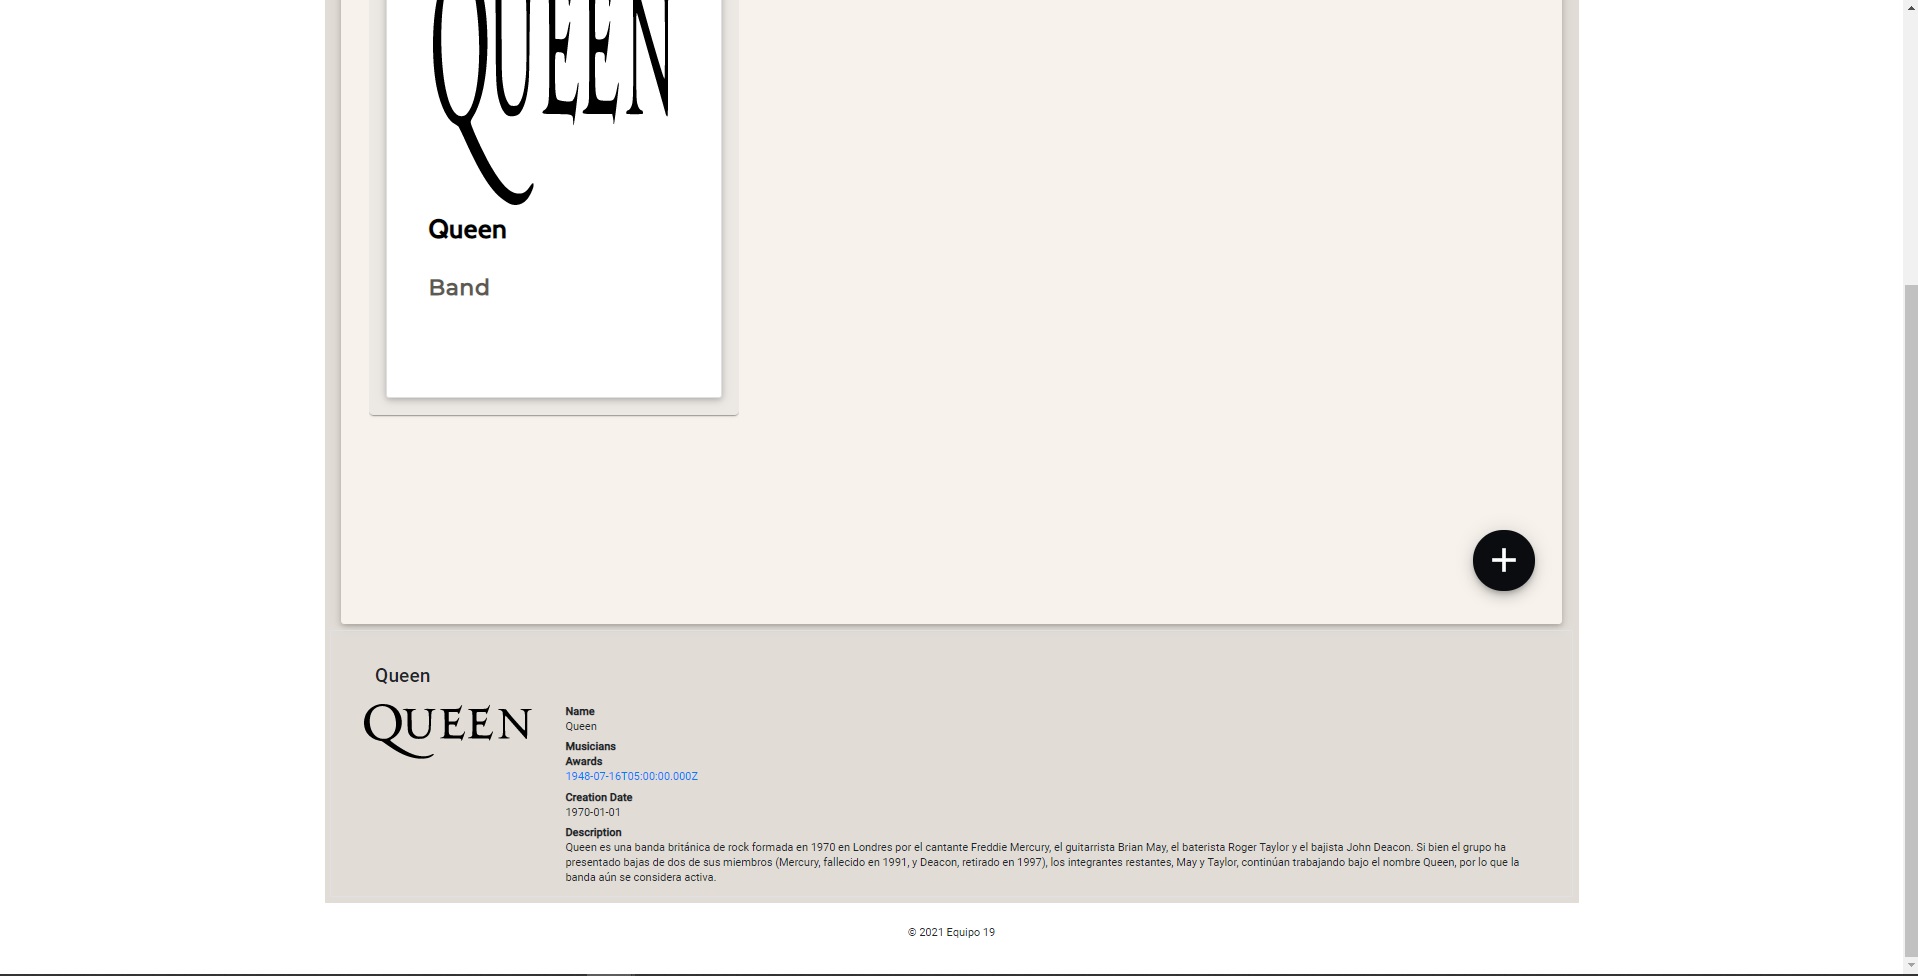 QUEEN
Queen
Band
+
Queen
QUEEN
Name
Queen
Musicians
Awards
1948-07-16T05:00:00.000Z
Creation Date
1970-01-01
Description
Queen es una banda británica de rock formada en 1970 en Londres por el cantante Freddie Mercury, el guitarrista Brian May, el baterista Roger Taylor y el bajista John Deacon. Si bien el grupo ha
presentado bajas de dos de sus miembros (Mercury, fallecido en 1991, y Deacon, retirado en 1997), los integrantes restantes, May y Taylor, continúan trabajando bajo el nombre Queen, por lo que la
banda aún se considera activa.
© 2021 Equipo 19